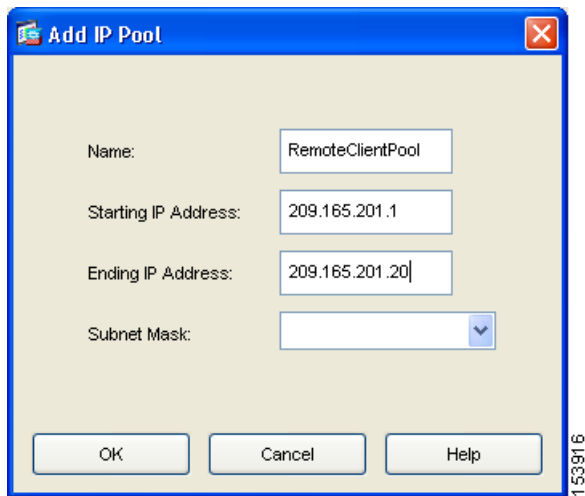 Add IP Pool
Name: RemoteClientPool
Starting IP Address: 209.165.201.1
Ending IP Address: 209.165.201.20
Subnet Mask:
OK Cancel Help
153916